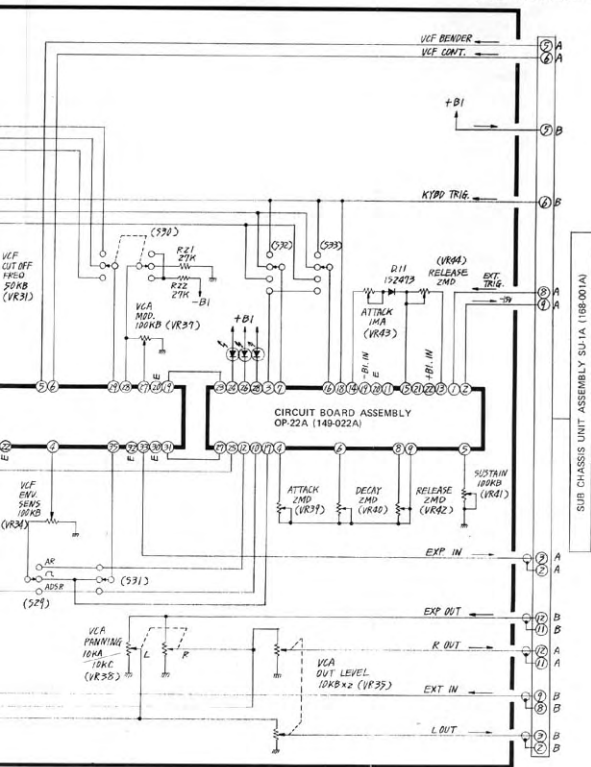 VCF BENDER
5 A
VCF CONT.
6 A
+B1
5 B
KYBD TRIG.
6 B
(S30)
(S32)
(S33)
VCF
CUT OFF
FREQ
50KB
(VR31)
R21
27K
R22
27K
-B1
VCA
MOD.
100KB (VR37)
D11
1S2473
(VR44)
RELEASE
2MD
EXT.
TRIG.
8 A
9 A
ATTACK
1MA
(VR43)
+B1
-B1.IN
E
+B1.IN
E
CIRCUIT BOARD ASSEMBLY
OP-22A (149-022A)
SUB CHASSIS UNIT ASSEMBLY SU-1A (168-001A)
E
E
E
VCF
ENV.
SENS
100KB
(VR34)
ATTACK
2MD
(VR39)
DECAY
2MD
(VR40)
RELEASE
2MD
(VR42)
SUSTAIN
100KB
(VR41)
EXP IN
3 A
2 A
AR
ADSR
(S31)
(S29)
EXP OUT
12 B
11 B
VCA
PANNING
10KA
10KC
(VR38)
L
R
R OUT
12 A
11 A
VCA
OUT LEVEL
10KB×2 (VR35)
EXT IN
9 B
8 B
L OUT
3 B
2 B